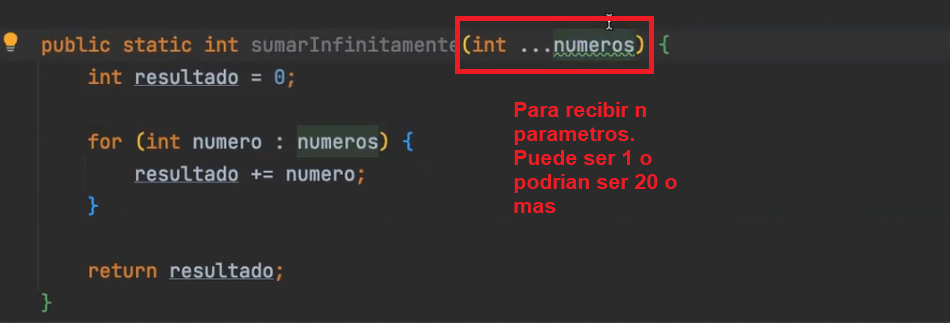 public static int sumarInfinitamente(int ...numeros) {
int resultado = 0;
for (int numero : numeros) {
resultado += numero;
}
return resultado;
}
Para recibir n
parametros.
Puede ser 1 o
podrian ser 20 o
mas